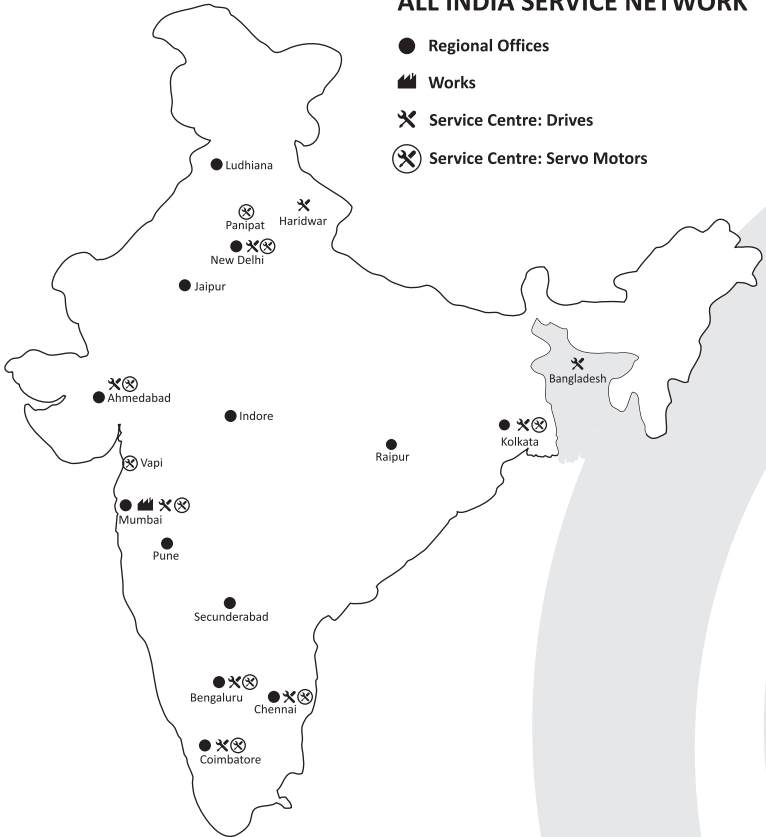 ALL INDIA SERVICE NETWORK
Regional Offices
Works
Service Centre: Drives
Service Centre: Servo Motors
Ludhiana
Panipat
Haridwar
New Delhi
Jaipur
Bangladesh
Ahmedabad
Indore
Kolkata
Raipur
Vapi
Mumbai
Pune
Secunderabad
Bengaluru
Chennai
Coimbatore